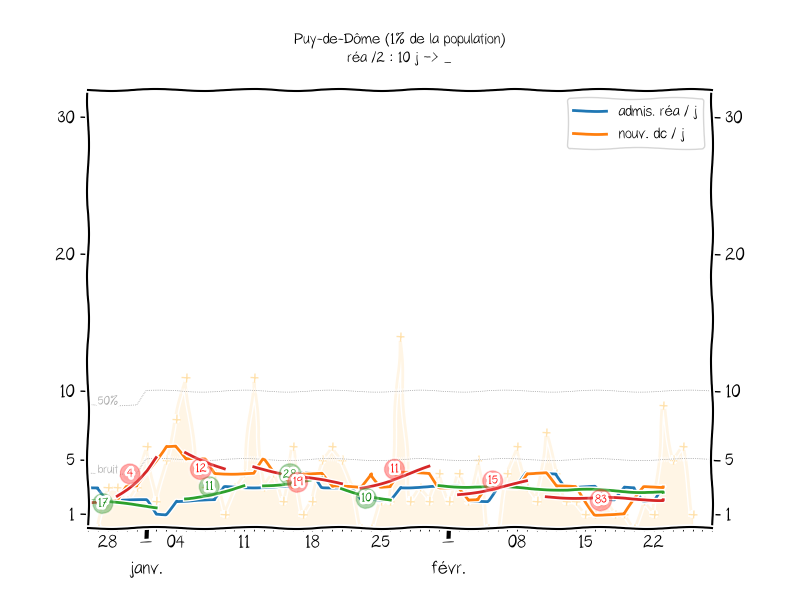 Puy-de-Dôme (1% de la population)
réa /2 : 10 j -> _
admis. réa / j
nouv. dc / j
30 30
20 20
10 10
50%
5 5
bruit
1 1
4 12 11 28 19 11 10 15 83 17
28 04 11 18 25 08 15 22
janv. févr.